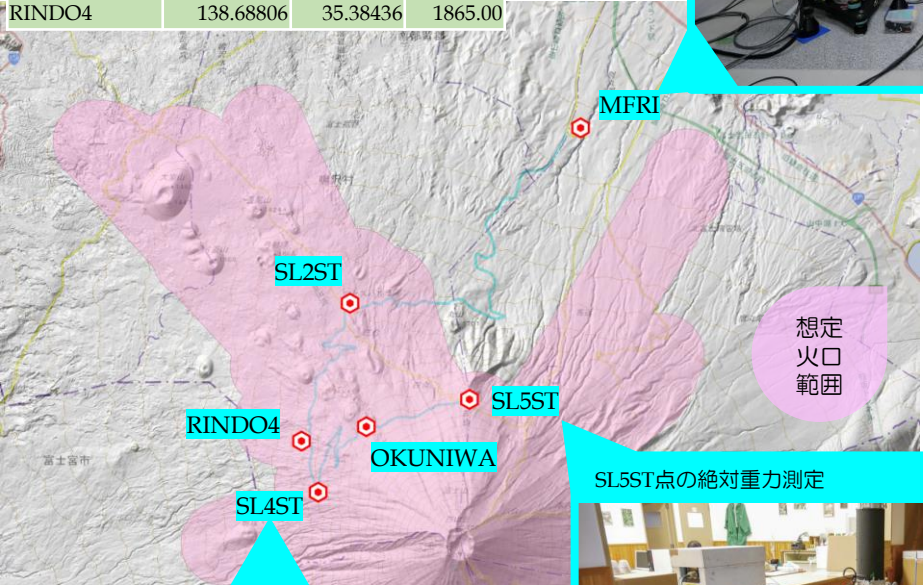 RINDO4 138.68806 35.38436 1865.00
MFRI
SL2ST
想定
火口
範囲
SL5ST
RINDO4
OKUNIWA
富士宮市
SL5ST点の絶対重力測定
SL4ST